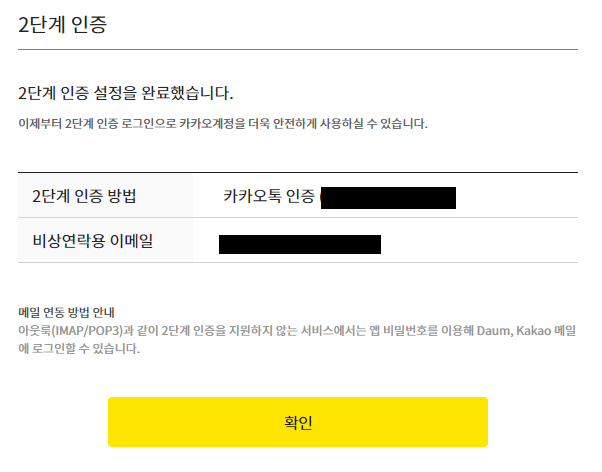 2단계 인증
2단계 인증 설정을 완료했습니다.
이제부터 2단계 인증 로그인으로 카카오계정을 더욱 안전하게 사용하실 수 있습니다.
2단계 인증 방법 카카오톡 인증
비상연락용 이메일
메일 연동 방법 안내
아웃룩(IMAP/POP3)과 같이 2단계 인증을 지원하지 않는 서비스에서는 앱 비밀번호를 이용해 Daum, Kakao 메일
에 로그인할 수 있습니다.
확인